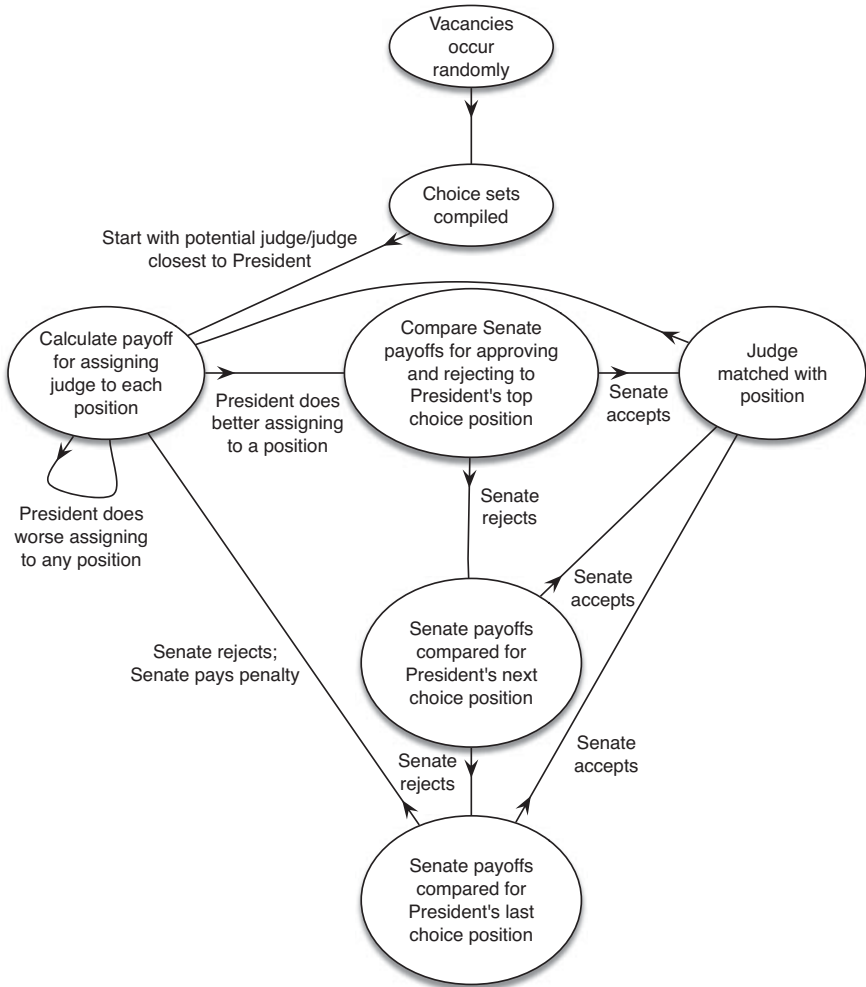 Vacancies
occur
randomly
Choice sets
compiled
Start with potential judge/judge
closest to President
Calculate payoff
for assigning
judge to each
position
President does
better assigning
to a position
Compare Senate
payoffs for approving
and rejecting to
President's top
choice position
Senate
accepts
Judge
matched with
position
President does
worse assigning
to any position
Senate
rejects
Senate
accepts
Senate payoffs
compared for
President's next
choice position
Senate rejects;
Senate pays penalty
Senate
rejects
Senate
accepts
Senate payoffs
compared for
President's last
choice position